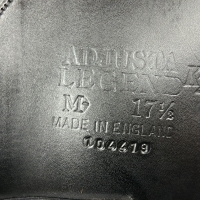 ADJUSTA
LEGEND
M 17½
MADE IN ENGLAND
104419